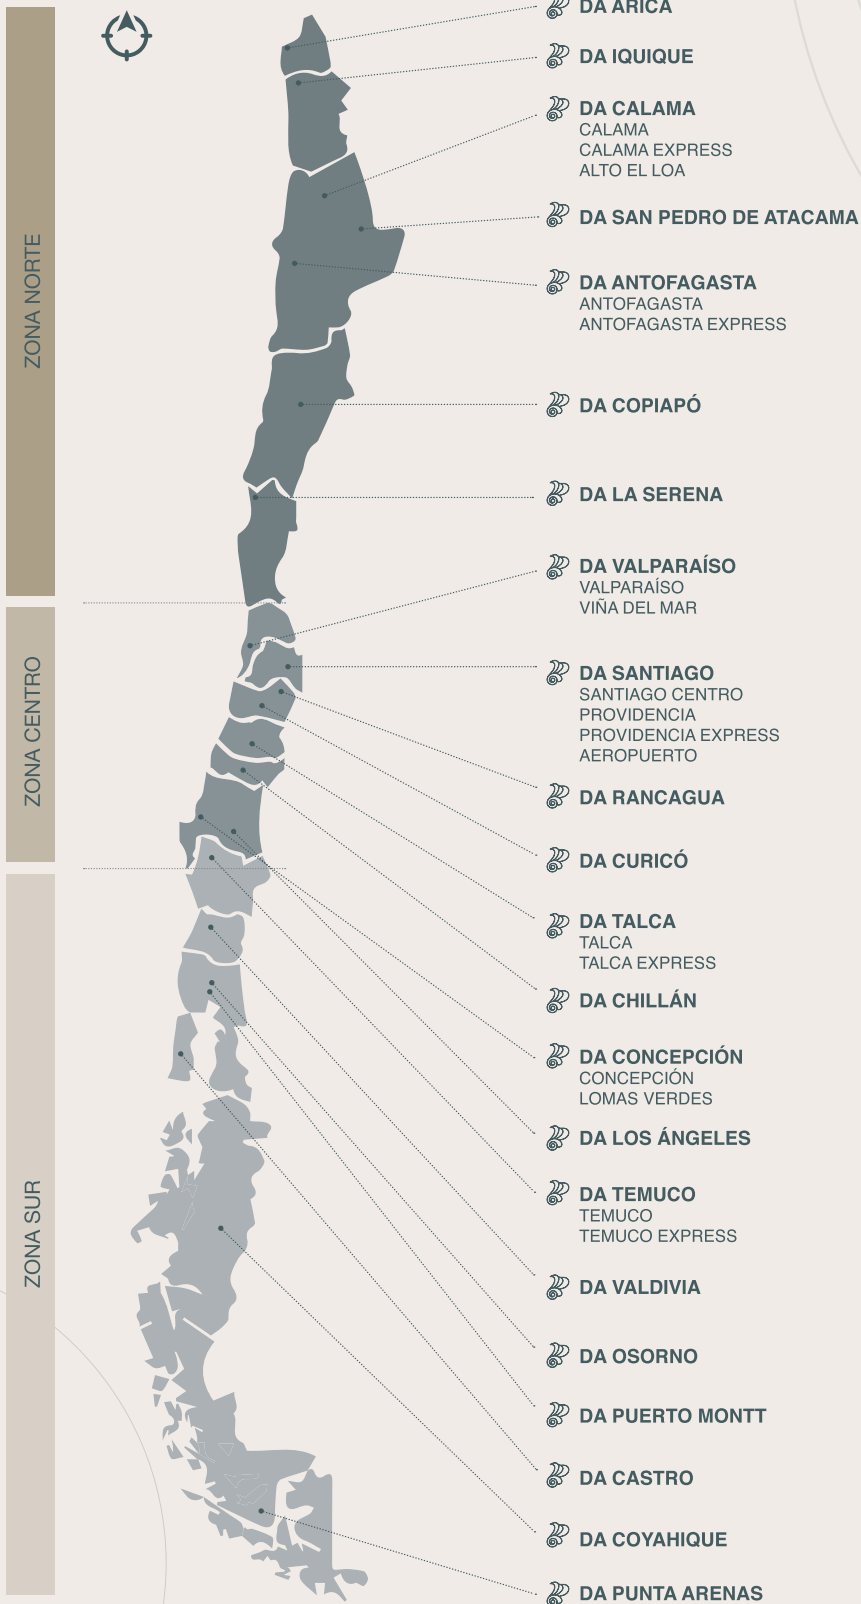 DA ARICA
DA IQUIQUE
DA CALAMA
CALAMA
CALAMA EXPRESS
ALTO EL LOA
DA SAN PEDRO DE ATACAMA
DA ANTOFAGASTA
ANTOFAGASTA
ANTOFAGASTA EXPRESS
ZONA NORTE
DA COPIAPÓ
DA LA SERENA
DA VALPARAÍSO
VALPARAÍSO
VIÑA DEL MAR
DA SANTIAGO
SANTIAGO CENTRO
PROVIDENCIA
PROVIDENCIA EXPRESS
AEROPUERTO
ZONA CENTRO
DA RANCAGUA
DA CURICÓ
DA TALCA
TALCA
TALCA EXPRESS
DA CHILLÁN
DA CONCEPCIÓN
CONCEPCIÓN
LOMAS VERDES
DA LOS ÁNGELES
DA TEMUCO
TEMUCO
TEMUCO EXPRESS
ZONA SUR
DA VALDIVIA
DA OSORNO
DA PUERTO MONTT
DA CASTRO
DA COYAHIQUE
DA PUNTA ARENAS